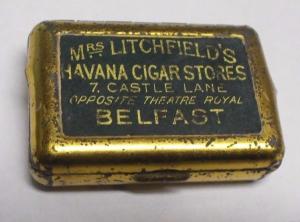 MRS LITCHFIELD'S
HAVANA CIGAR STORES
7, CASTLE LANE
OPPOSITE THEATRE ROYAL
BELFAST